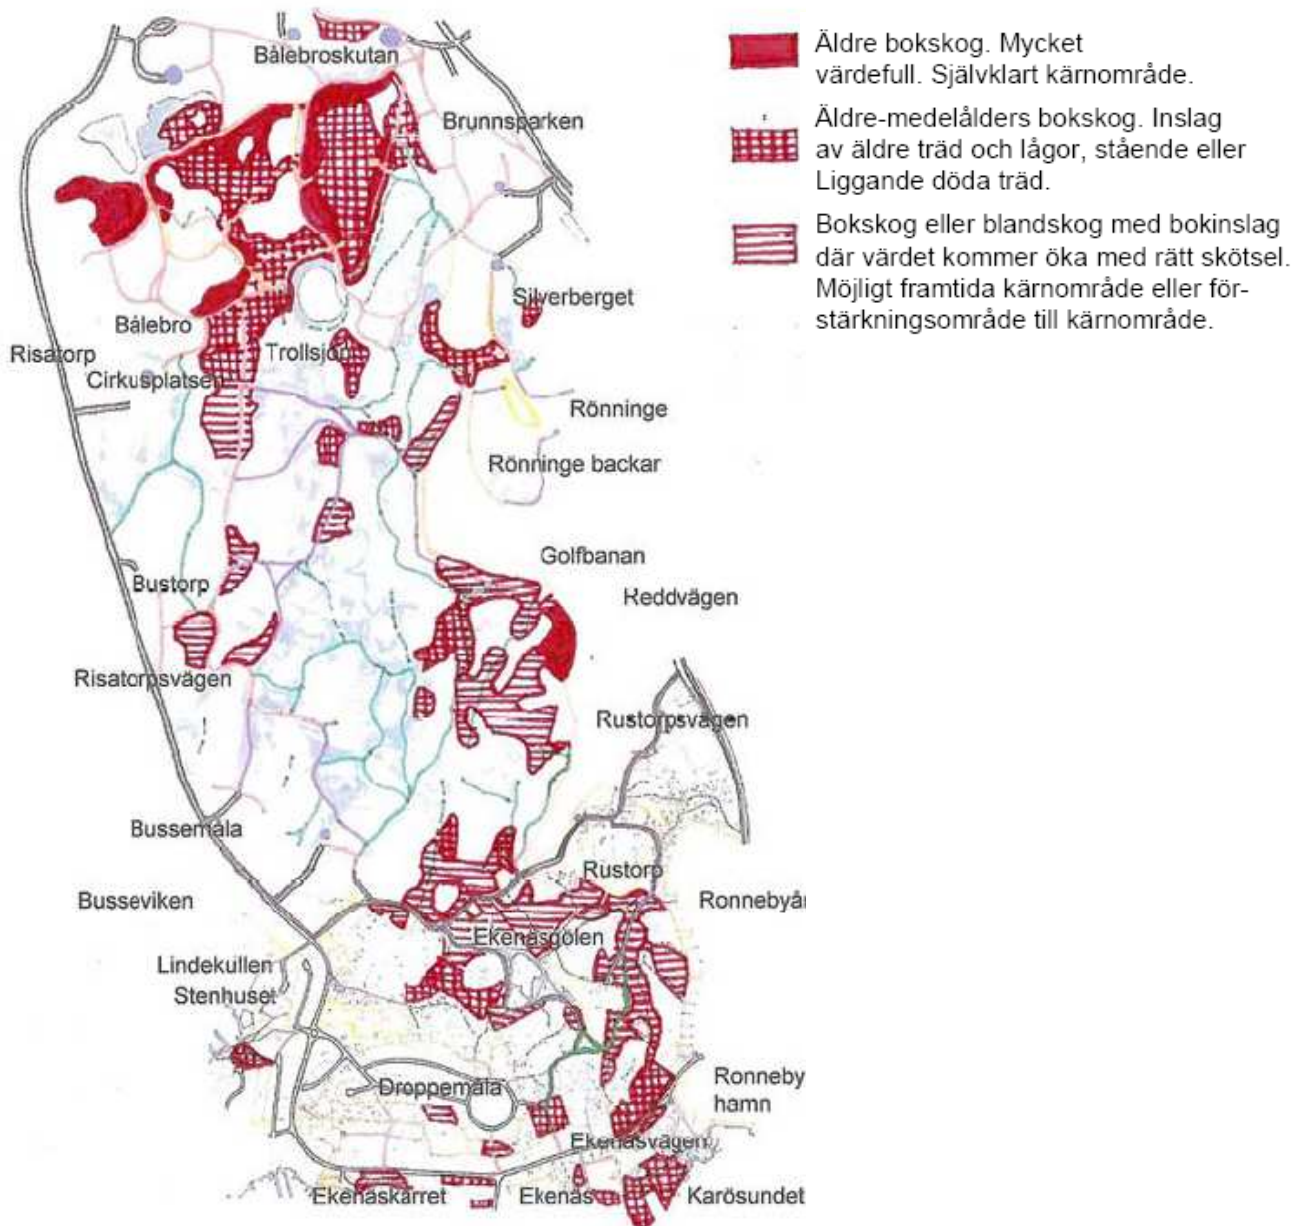 Bålebroskutan
Brunnsparken
Silverberget
Bålebro
Risatorp
Trollsjön
Cirkusplatsen
Rönninge
Rönninge backar
Golfbanan
Bustorp
Reddvägen
Risatorpsvägen
Rustorpsvägen
Bussemåla
Rustorp
Busseviken
Ronnebyån
Ekenäsgölen
Lindekullen
Stenhuset
Droppemåla
Ronneby
hamn
Ekenäsvägen
Ekenäskärret
Ekenäs
Karösundet
Äldre bokskog. Mycket
värdefull. Självklart kärnområde.
Äldre-medelålders bokskog. Inslag
av äldre träd och lågor, stående eller
Liggande döda träd.
Bokskog eller blandskog med bokinslag
där värdet kommer öka med rätt skötsel.
Möjligt framtida kärnområde eller för-
stärkningsområde till kärnområde.